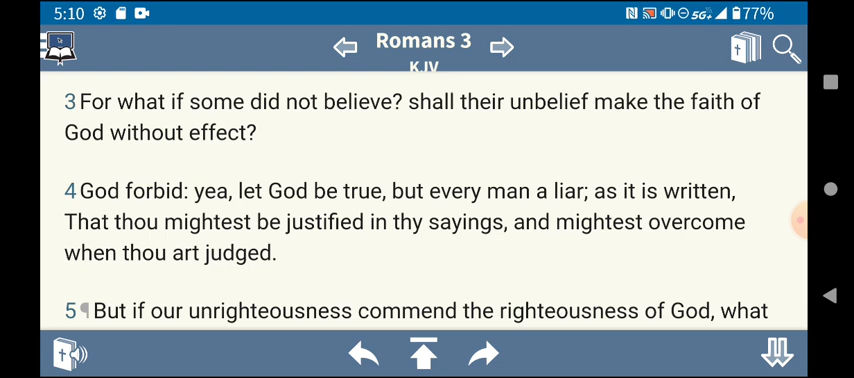 5:10 5G+ 77%
Romans 3
KJV
3 For what if some did not believe? shall their unbelief make the faith of
God without effect?
4 God forbid: yea, let God be true, but every man a liar; as it is written,
That thou mightest be justified in thy sayings, and mightest overcome
when thou art judged.
5 ¶ But if our unrighteousness commend the righteousness of God, what